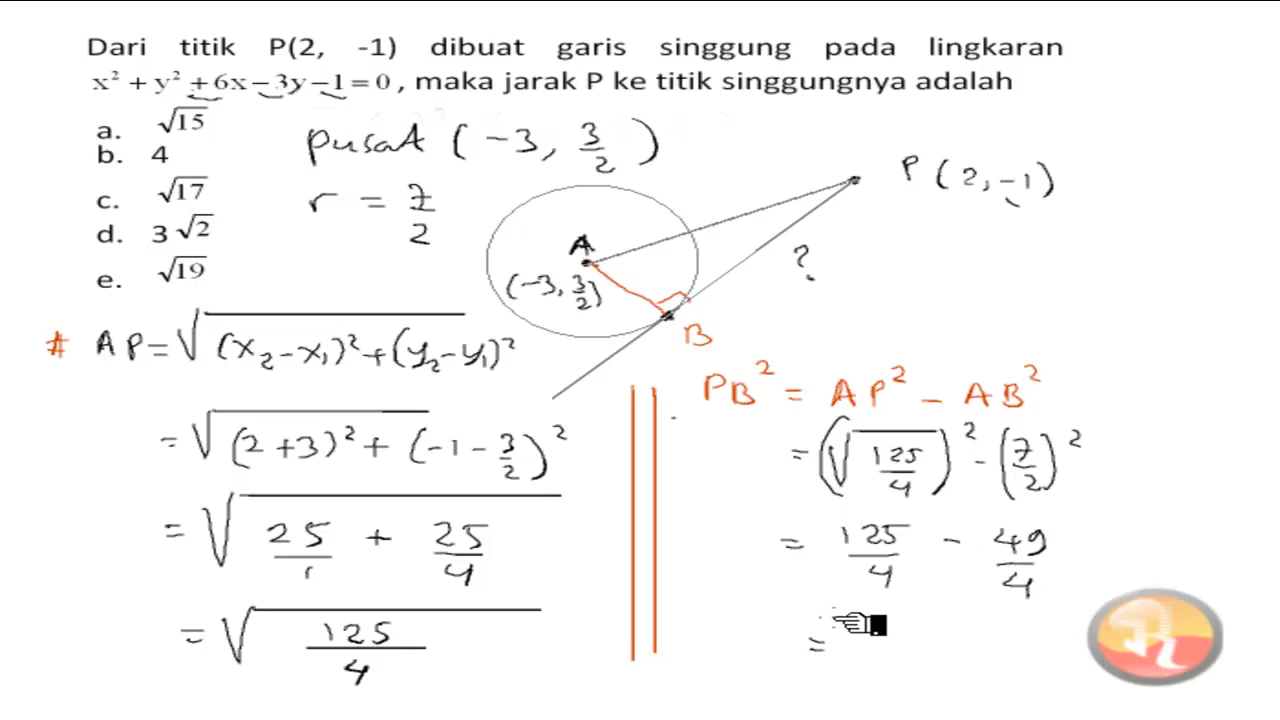 Dari titik P(2, -1) dibuat garis singgung pada lingkaran
x² + y² + 6x − 3y − 1 = 0 , maka jarak P ke titik singgungnya adalah
a. √15
b. 4
c. √17
d. 3 √2
e. √19
pusat (−3, 3/2)
r = 7/2
P (2, −1)
A
(−3, 3/2)
?
B
# AP = √(x₂ − x₁)² + (y₂ − y₁)²
= √(2 + 3)² + (−1 − 3/2)²
= √25/1 + 25/4
= √125/4
PB² = AP² − AB²
= (√125/4)² − (7/2)²
= 125/4 − 49/4
=